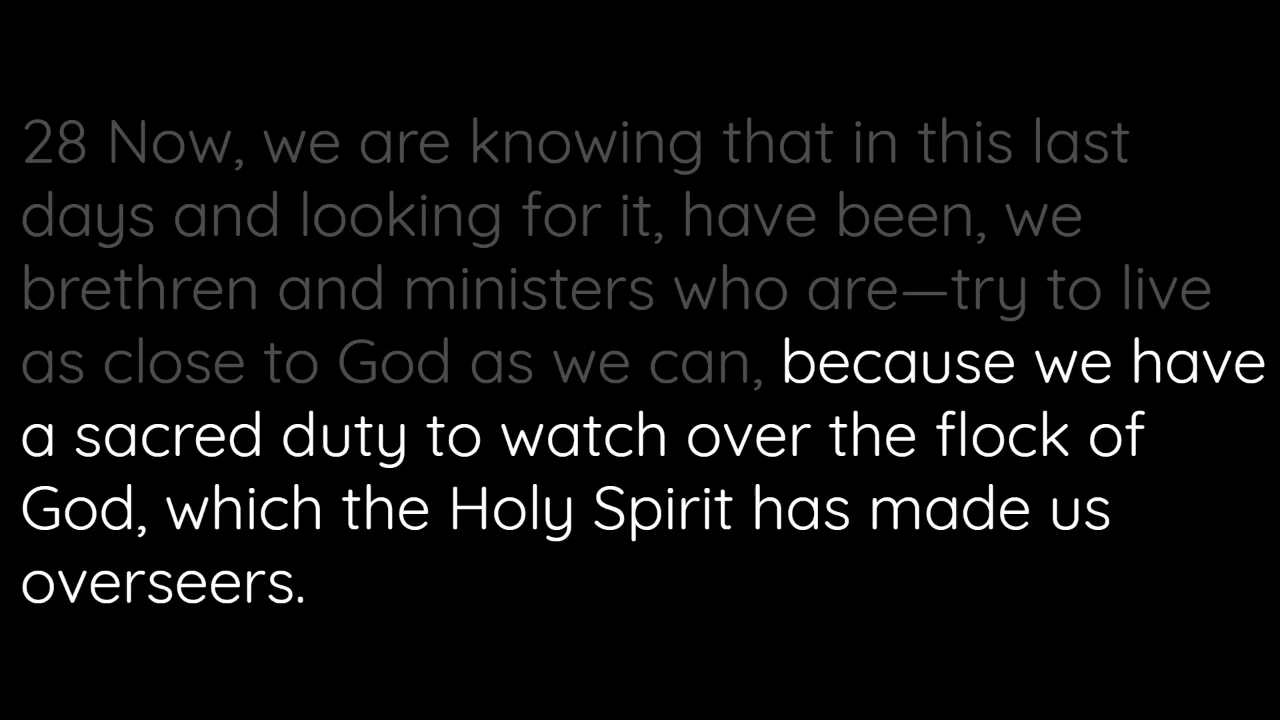 28 Now, we are knowing that in this last
days and looking for it, have been, we
brethren and ministers who are—try to live
as close to God as we can, because we have
a sacred duty to watch over the flock of
God, which the Holy Spirit has made us
overseers.